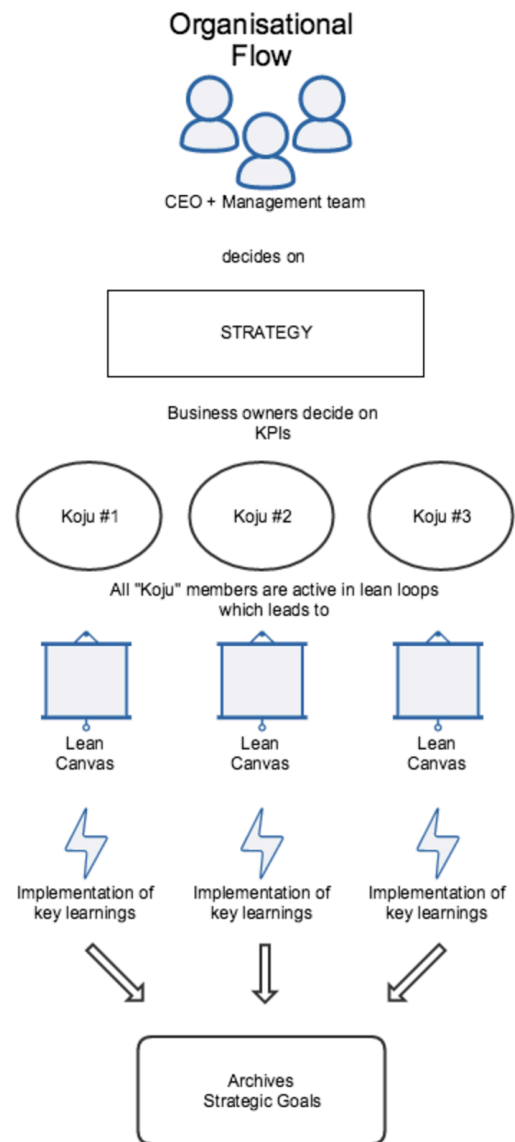 Organisational
Flow
CEO + Management team
decides on
STRATEGY
Business owners decide on
KPIs
Koju #1
Koju #2
Koju #3
All "Koju" members are active in lean loops
which leads to
Lean
Canvas
Lean
Canvas
Lean
Canvas
Implementation of
key learnings
Implementation of
key learnings
Implementation of
key learnings
Archives
Strategic Goals